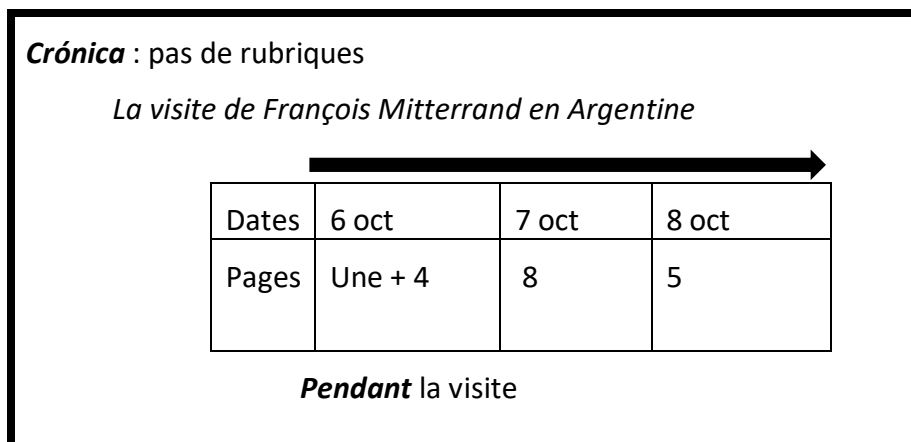 Crónica : pas de rubriques
La visite de François Mitterrand en Argentine
Dates 6 oct 7 oct 8 oct
Pages Une + 4 8 5
Pendant la visite